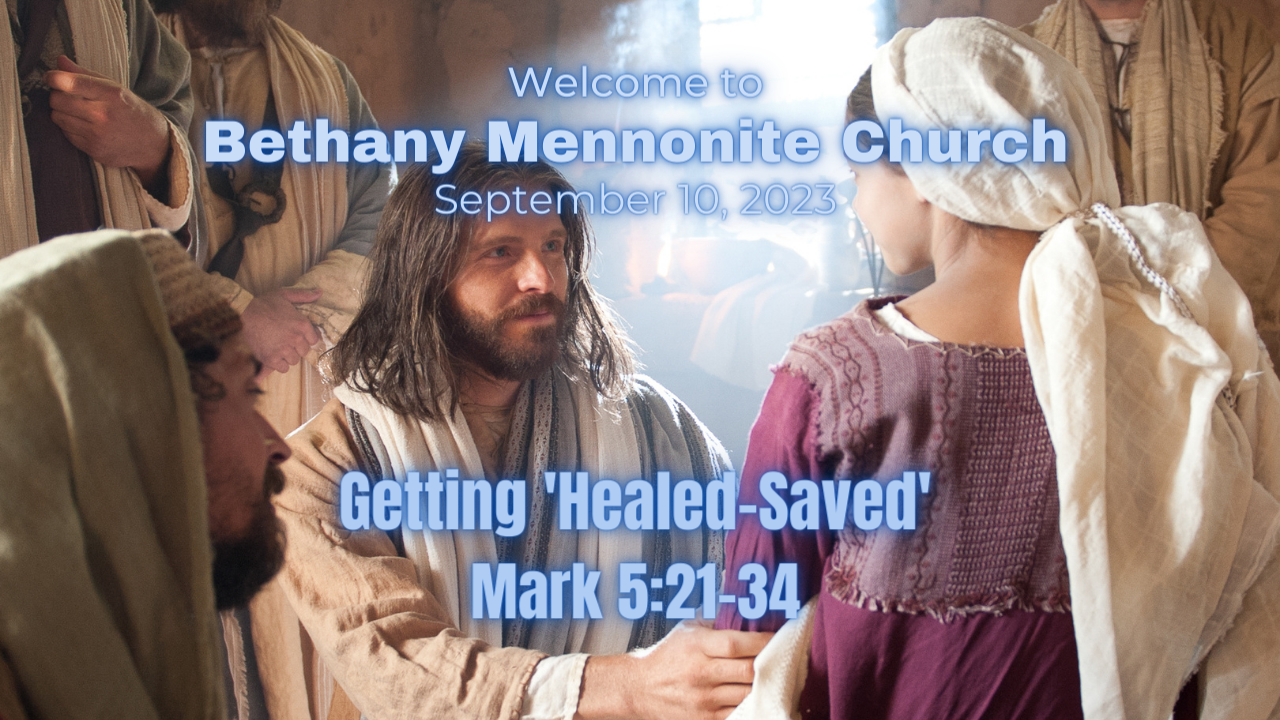 Welcome to
Bethany Mennonite Church
September 10, 2023
Getting 'Healed-Saved'
Mark 5:21-34